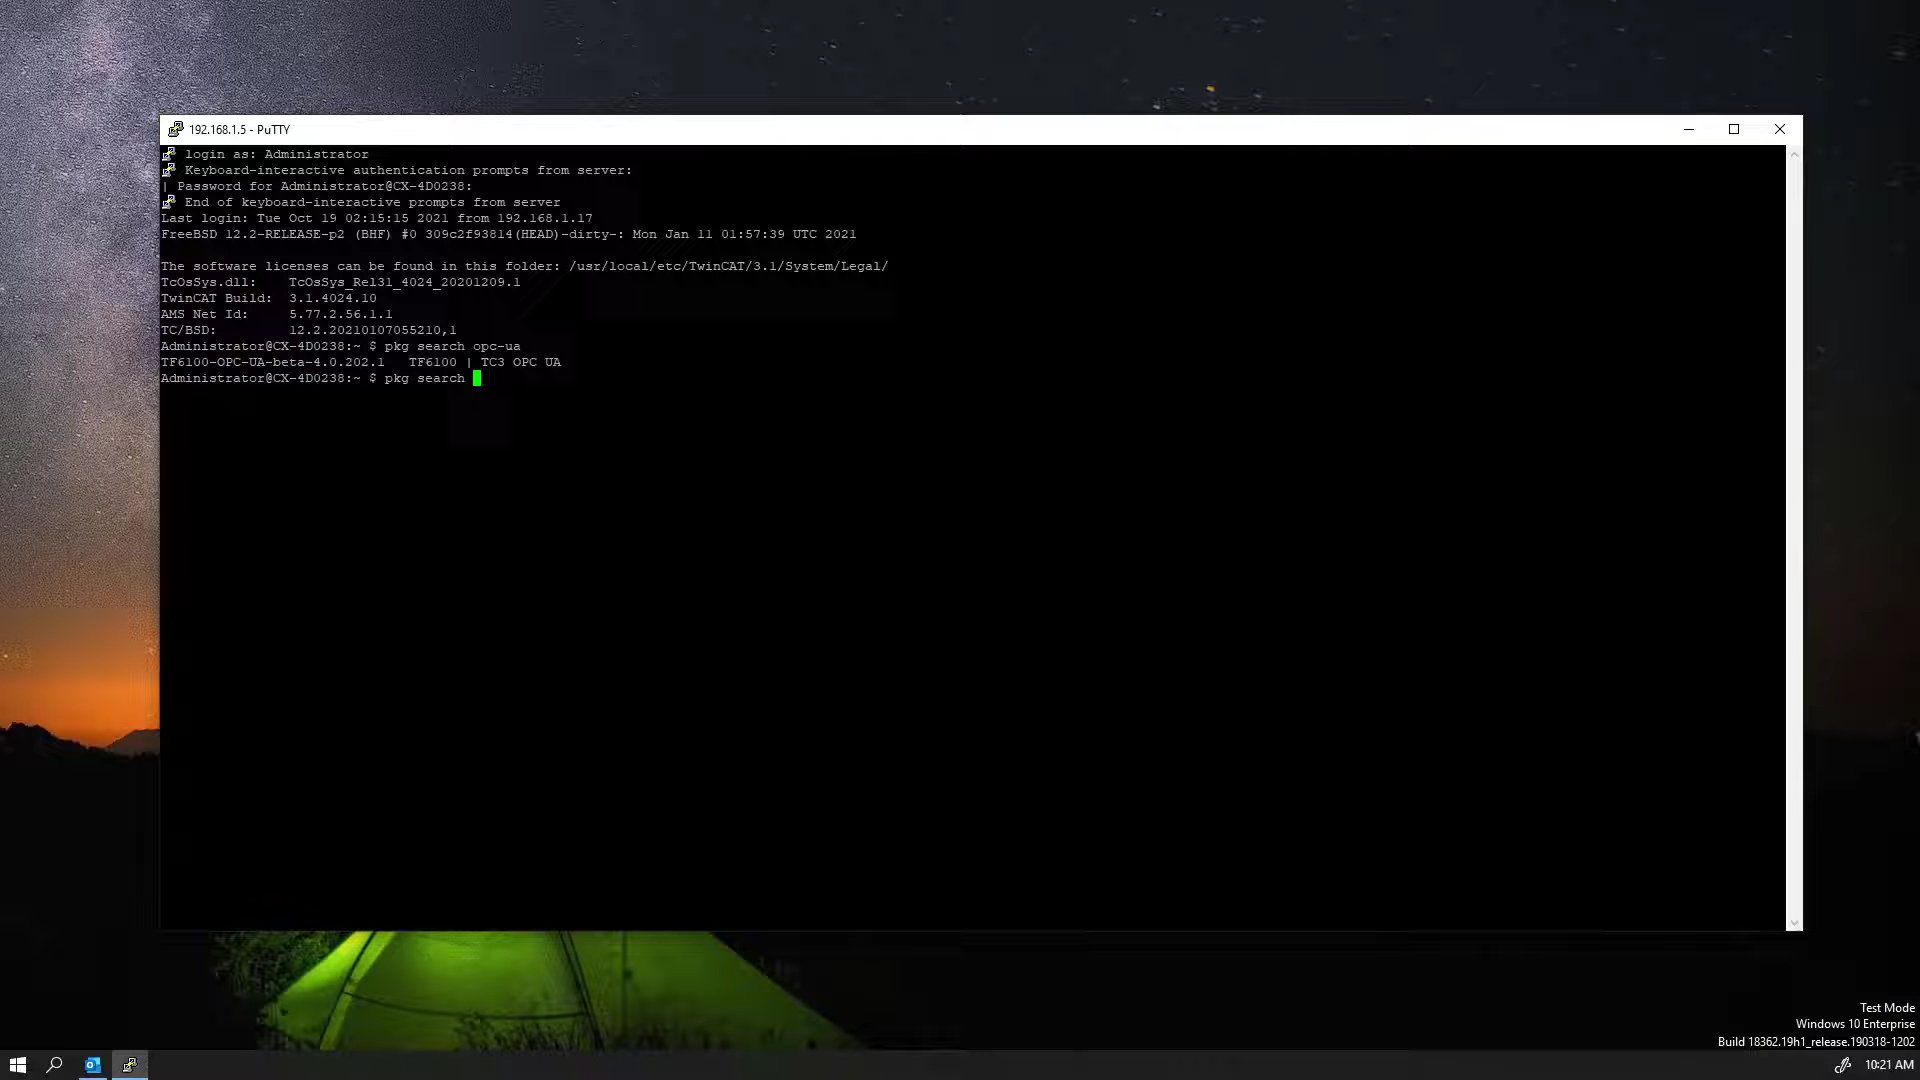 192.168.1.5 - PuTTY
login as: Administrator
Keyboard-interactive authentication prompts from server:
| Password for Administrator@CX-4D0238:
End of keyboard-interactive prompts from server
Last login: Tue Oct 19 02:15:15 2021 from 192.168.1.17
FreeBSD 12.2-RELEASE-p2 (BHF) #0 309c2f93814(HEAD)-dirty-: Mon Jan 11 01:57:39 UTC 2021
The software licenses can be found in this folder: /usr/local/etc/TwinCAT/3.1/System/Legal/
TcOsSys.dll: TcOsSys_Rel31_4024_20201209.1
TwinCAT Build: 3.1.4024.10
AMS Net Id: 5.77.2.56.1.1
TC/BSD: 12.2.20210107055210,1
Administrator@CX-4D0238:~ $ pkg search opc-ua
TF6100-OPC-UA-beta-4.0.202.1 TF6100 | TC3 OPC UA
Administrator@CX-4D0238:~ $ pkg search
Test Mode
Windows 10 Enterprise
Build 18362.19h1_release.190318-1202
10:21 AM